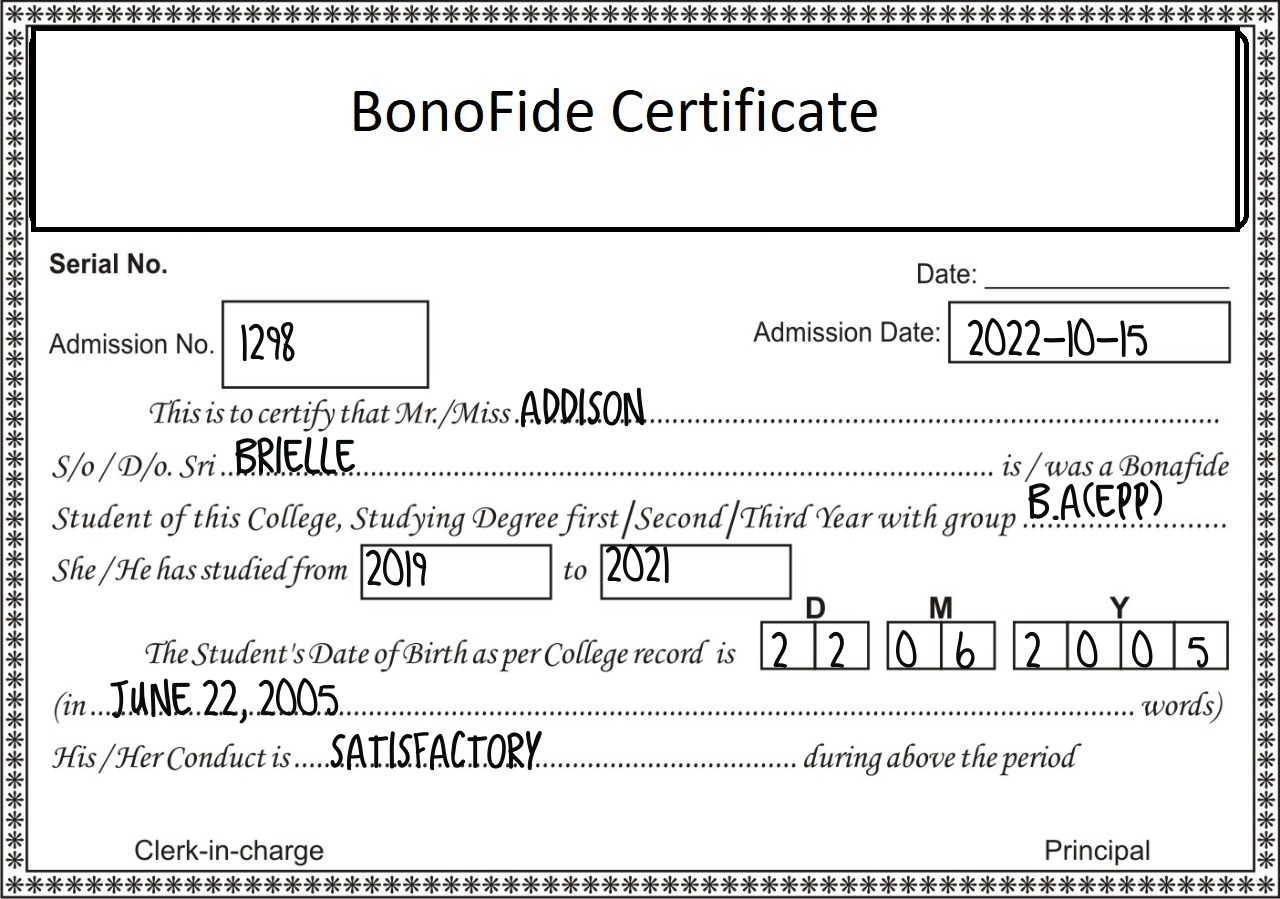 BonoFide Certificate
Serial No.
Date:
Admission No. 1298
Admission Date: 2022-10-15
This is to certify that Mr./Miss ADDISON
S/o / D/o. Sri BRIELLE is / was a Bonafide
Student of this College, Studying Degree first/Second/Third Year with group B.A(EPP)
She / He has studied from 2019 to 2021
D M Y
The Student's Date of Birth as per College record is 2 2 0 6 2 0 0 5
(in JUNE 22, 2005 words)
His / Her Conduct is SATISFACTORY during above the period
Clerk-in-charge Principal